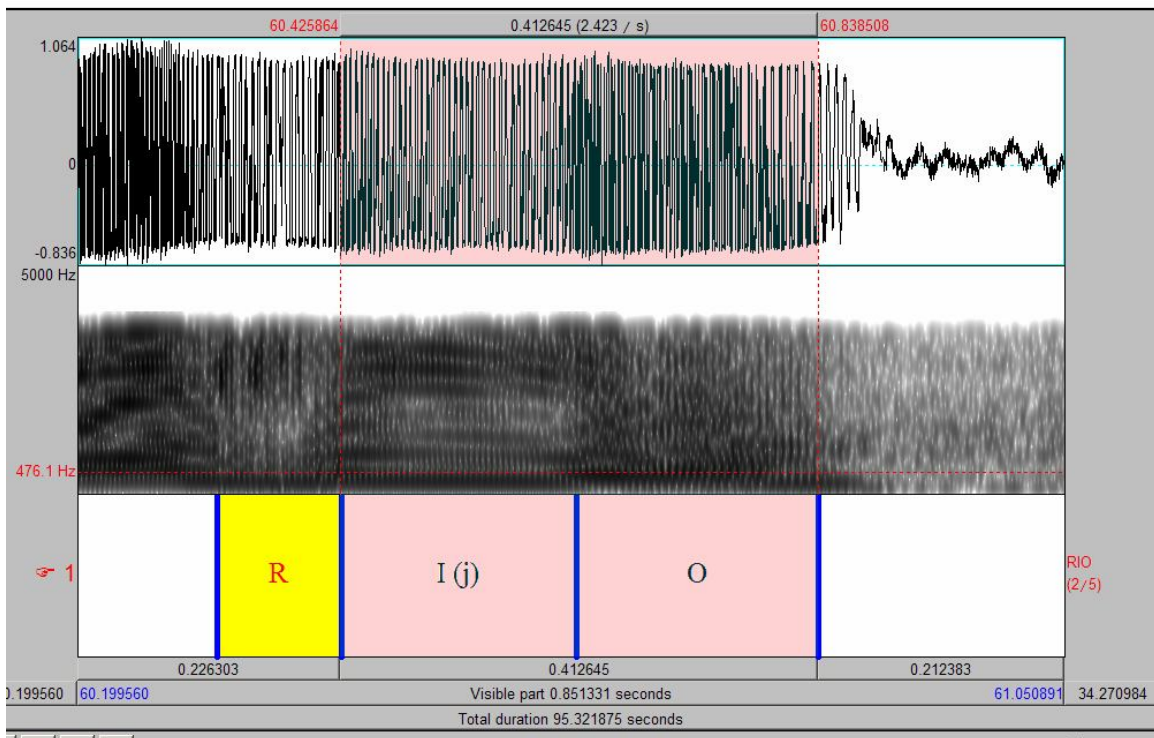 60.425864 0.412645 (2.423 / s) 60.838508
1.064
0
-0.836
5000 Hz
476.1 Hz
☞ 1 R I (j) O RIO
(2/5)
0.226303 0.412645 0.212383
0.199560 60.199560 Visible part 0.851331 seconds 61.050891 34.270984
Total duration 95.321875 seconds